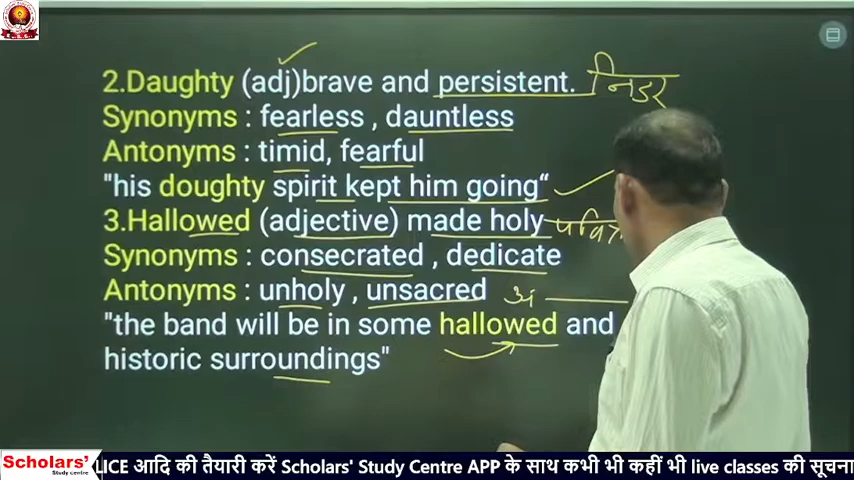 2.Daughty (adj)brave and persistent. निडर
Synonyms : fearless , dauntless
Antonyms : timid, fearful
"his doughty spirit kept him going“
3.Hallowed (adjective) made holy
Synonyms : consecrated , dedicate
Antonyms : unholy , unsacred अ
"the band will be in some hallowed and
historic surroundings"
Scholars'
Study Centre
LICE आदि की तैयारी करें Scholars' Study Centre APP के साथ कभी भी कहीं भी live classes की सूचना